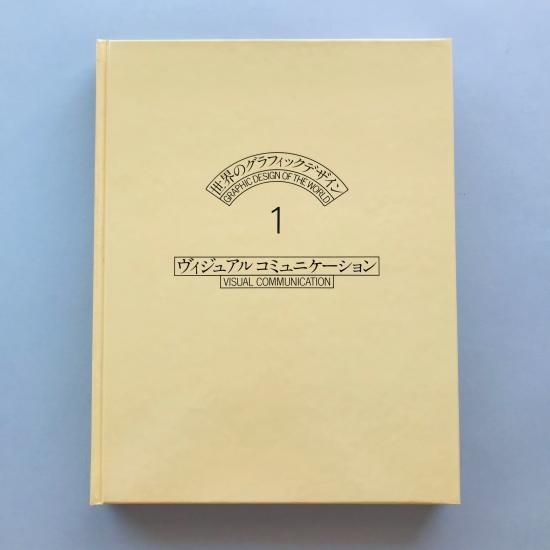 世界のグラフィックデザイン
GRAPHIC DESIGN OF THE WORLD
1
ヴィジュアル コミュニケーション
VISUAL COMMUNICATION